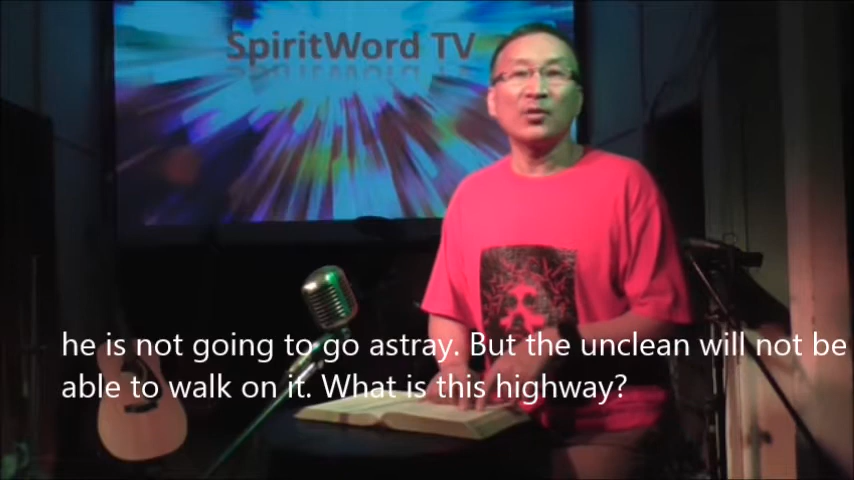 SpiritWord TV
he is not going to go astray. But the unclean will not be
able to walk on it. What is this highway?